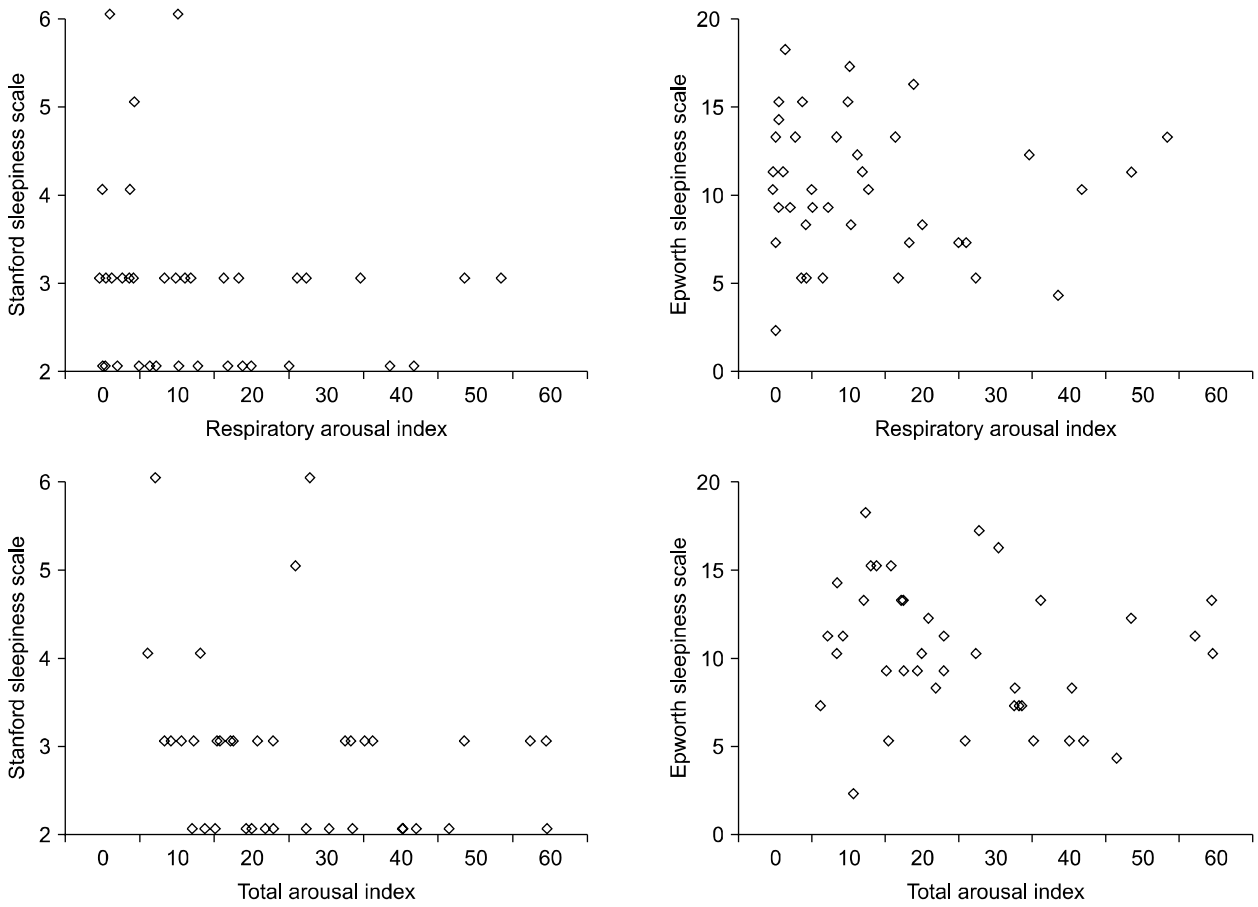 Stanford sleepiness scale
6
5
4
3
2
0 10 20 30 40 50 60
Respiratory arousal index
Epworth sleepiness scale
20
15
10
5
0
0 10 20 30 40 40 60
Respiratory arousal index
Stanford sleepiness scale
6
5
4
3
2
0 10 20 30 40 50 60
Total arousal index
Epworth sleepiness scale
20
15
10
5
0
0 10 20 30 40 50 60
Total arousal index